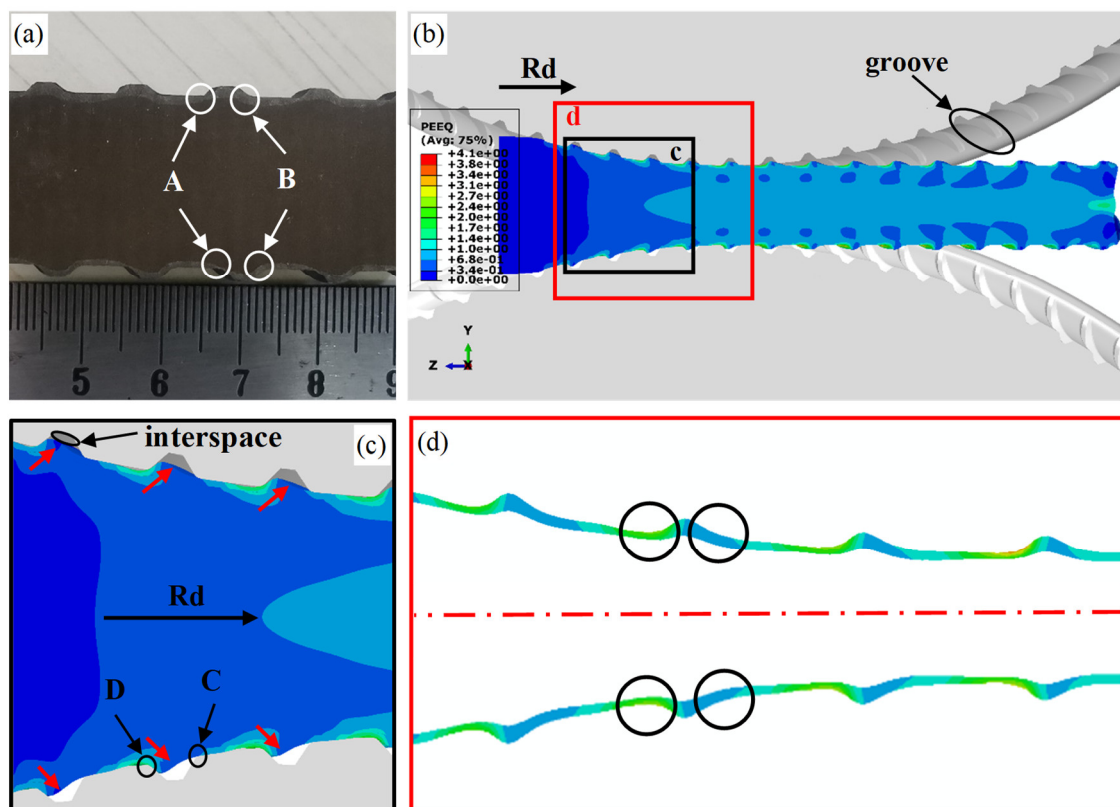 (a)
A
B
5 6 7 8 9
(b)
Rd
groove
d
c
PEEQ
(Avg: 75%)
+4.1e+00
+3.8e+00
+3.4e+00
+3.1e+00
+2.7e+00
+2.4e+00
+2.0e+00
+1.7e+00
+1.4e+00
+1.0e+00
+6.8e-01
+3.4e-01
+0.0e+00
Y
Z
X
interspace
(c)
Rd
D
C
(d)